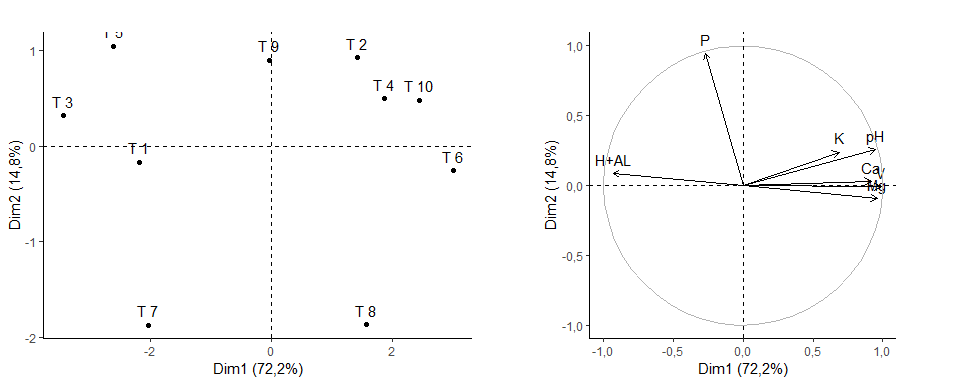 T 5
T 9
T 2
T 4
T 10
T 3
T 1
T 6
T 7
T 8
1
0
-1
-2
-2
0
2
Dim2 (14,8%)
Dim1 (72,2%)
P
K
pH
H+AL
Ca
V
Mg
1,0
0,5
0,0
-0,5
-1,0
-1,0
-0,5
0,0
0,5
1,0
Dim2 (14,8%)
Dim1 (72,2%)